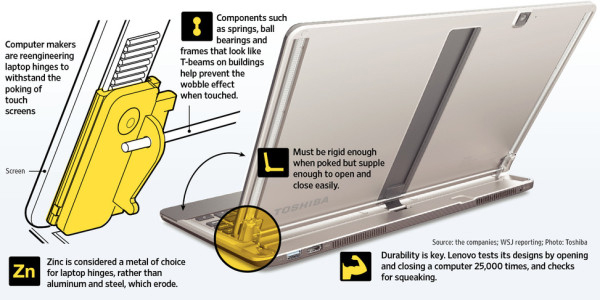 Computer makers
are reengineering
laptop hinges to
withstand the
poking of
touch
screens
Components such
as springs, ball
bearings and
frames that look like
T-beams on buildings
help prevent the
wobble effect
when touched.
Screen
Must be rigid enough
when poked but supple
enough to open and
close easily.
TOSHIBA
Zn
Zinc is considered a metal of choice
for laptop hinges, rather than
aluminum and steel, which erode.
Source: the companies; WSJ reporting; Photo: Toshiba
Durability is key. Lenovo tests its designs by opening
and closing a computer 25,000 times, and checks
for squeaking.